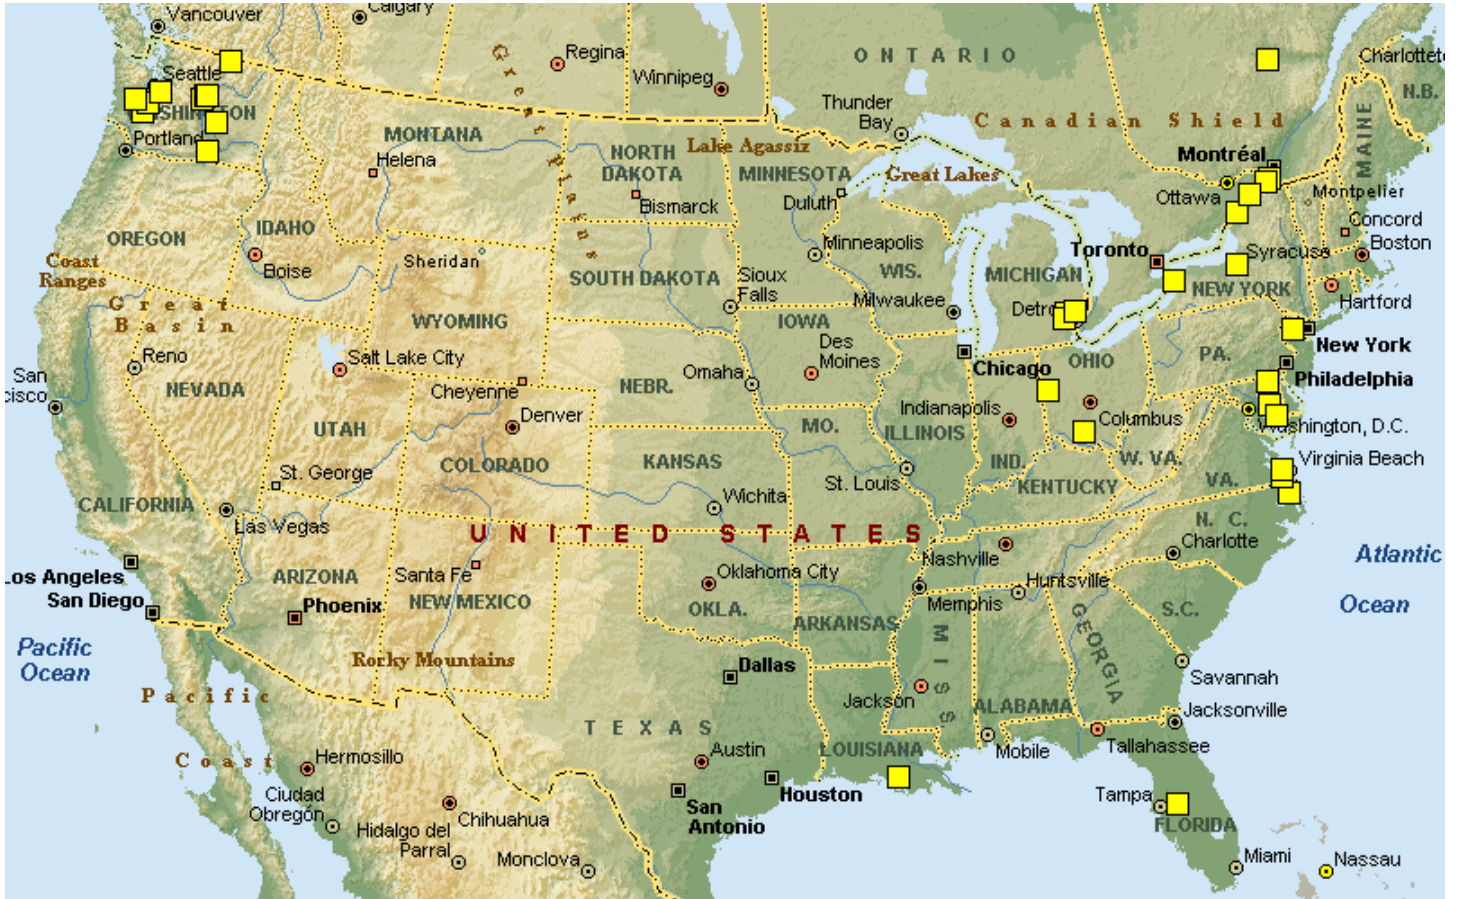 Vancouver
Calgary
Regina
Winnipeg
ONTARIO
Charlottet
N.B.
Seattle
SHINGTON
Portland
MONTANA
Helena
Great
Plains
NORTH
DAKOTA
Bismarck
Lake Agassiz
MINNESOTA
Duluth
Thunder
Bay
Canadian Shield
Great Lakes
Montréal
Ottawa
MAINE
Montpelier
Concord
Boston
Hartford
OREGON
IDAHO
Boise
Coast
Ranges
Great
Basin
Sheridan
WYOMING
SOUTH DAKOTA
Sioux
Falls
Minneapolis
WIS.
Milwaukee
MICHIGAN
Detro
Toronto
Syracuse
NEW YORK
New York
San
cisco
Reno
NEVADA
Salt Lake City
UTAH
Cheyenne
Denver
COLORADO
NEBR.
Omaha
IOWA
Des
Moines
Chicago
OHIO
PA.
Philadelphia
Indianapolis
Columbus
Washington, D.C.
KANSAS
Wichita
MO.
ILLINOIS
St. Louis
IND.
KENTUCKY
W. VA.
VA.
Virginia Beach
CALIFORNIA
St. George
Las Vegas
UNITED STATES
N. C.
Charlotte
Atlantic
Ocean
Los Angeles
San Diego
ARIZONA
Phoenix
Santa Fe
NEW MEXICO
Oklahoma City
OKLA.
ARKANSAS
Nashville
Memphis
Huntsville
S.C.
GEORGIA
Pacific
Ocean
Rocky Mountains
Dallas
MISS
Jackson
ALABAMA
Savannah
Jacksonville
Pacific
Coast
TEXAS
Austin
LOUISIANA
Mobile
Tallahassee
Hermosillo
Ciudad
Obregón
Chihuahua
Hidalgo del
Parral
Monclova
San
Antonio
Houston
Tampa
FLORIDA
Miami
Nassau